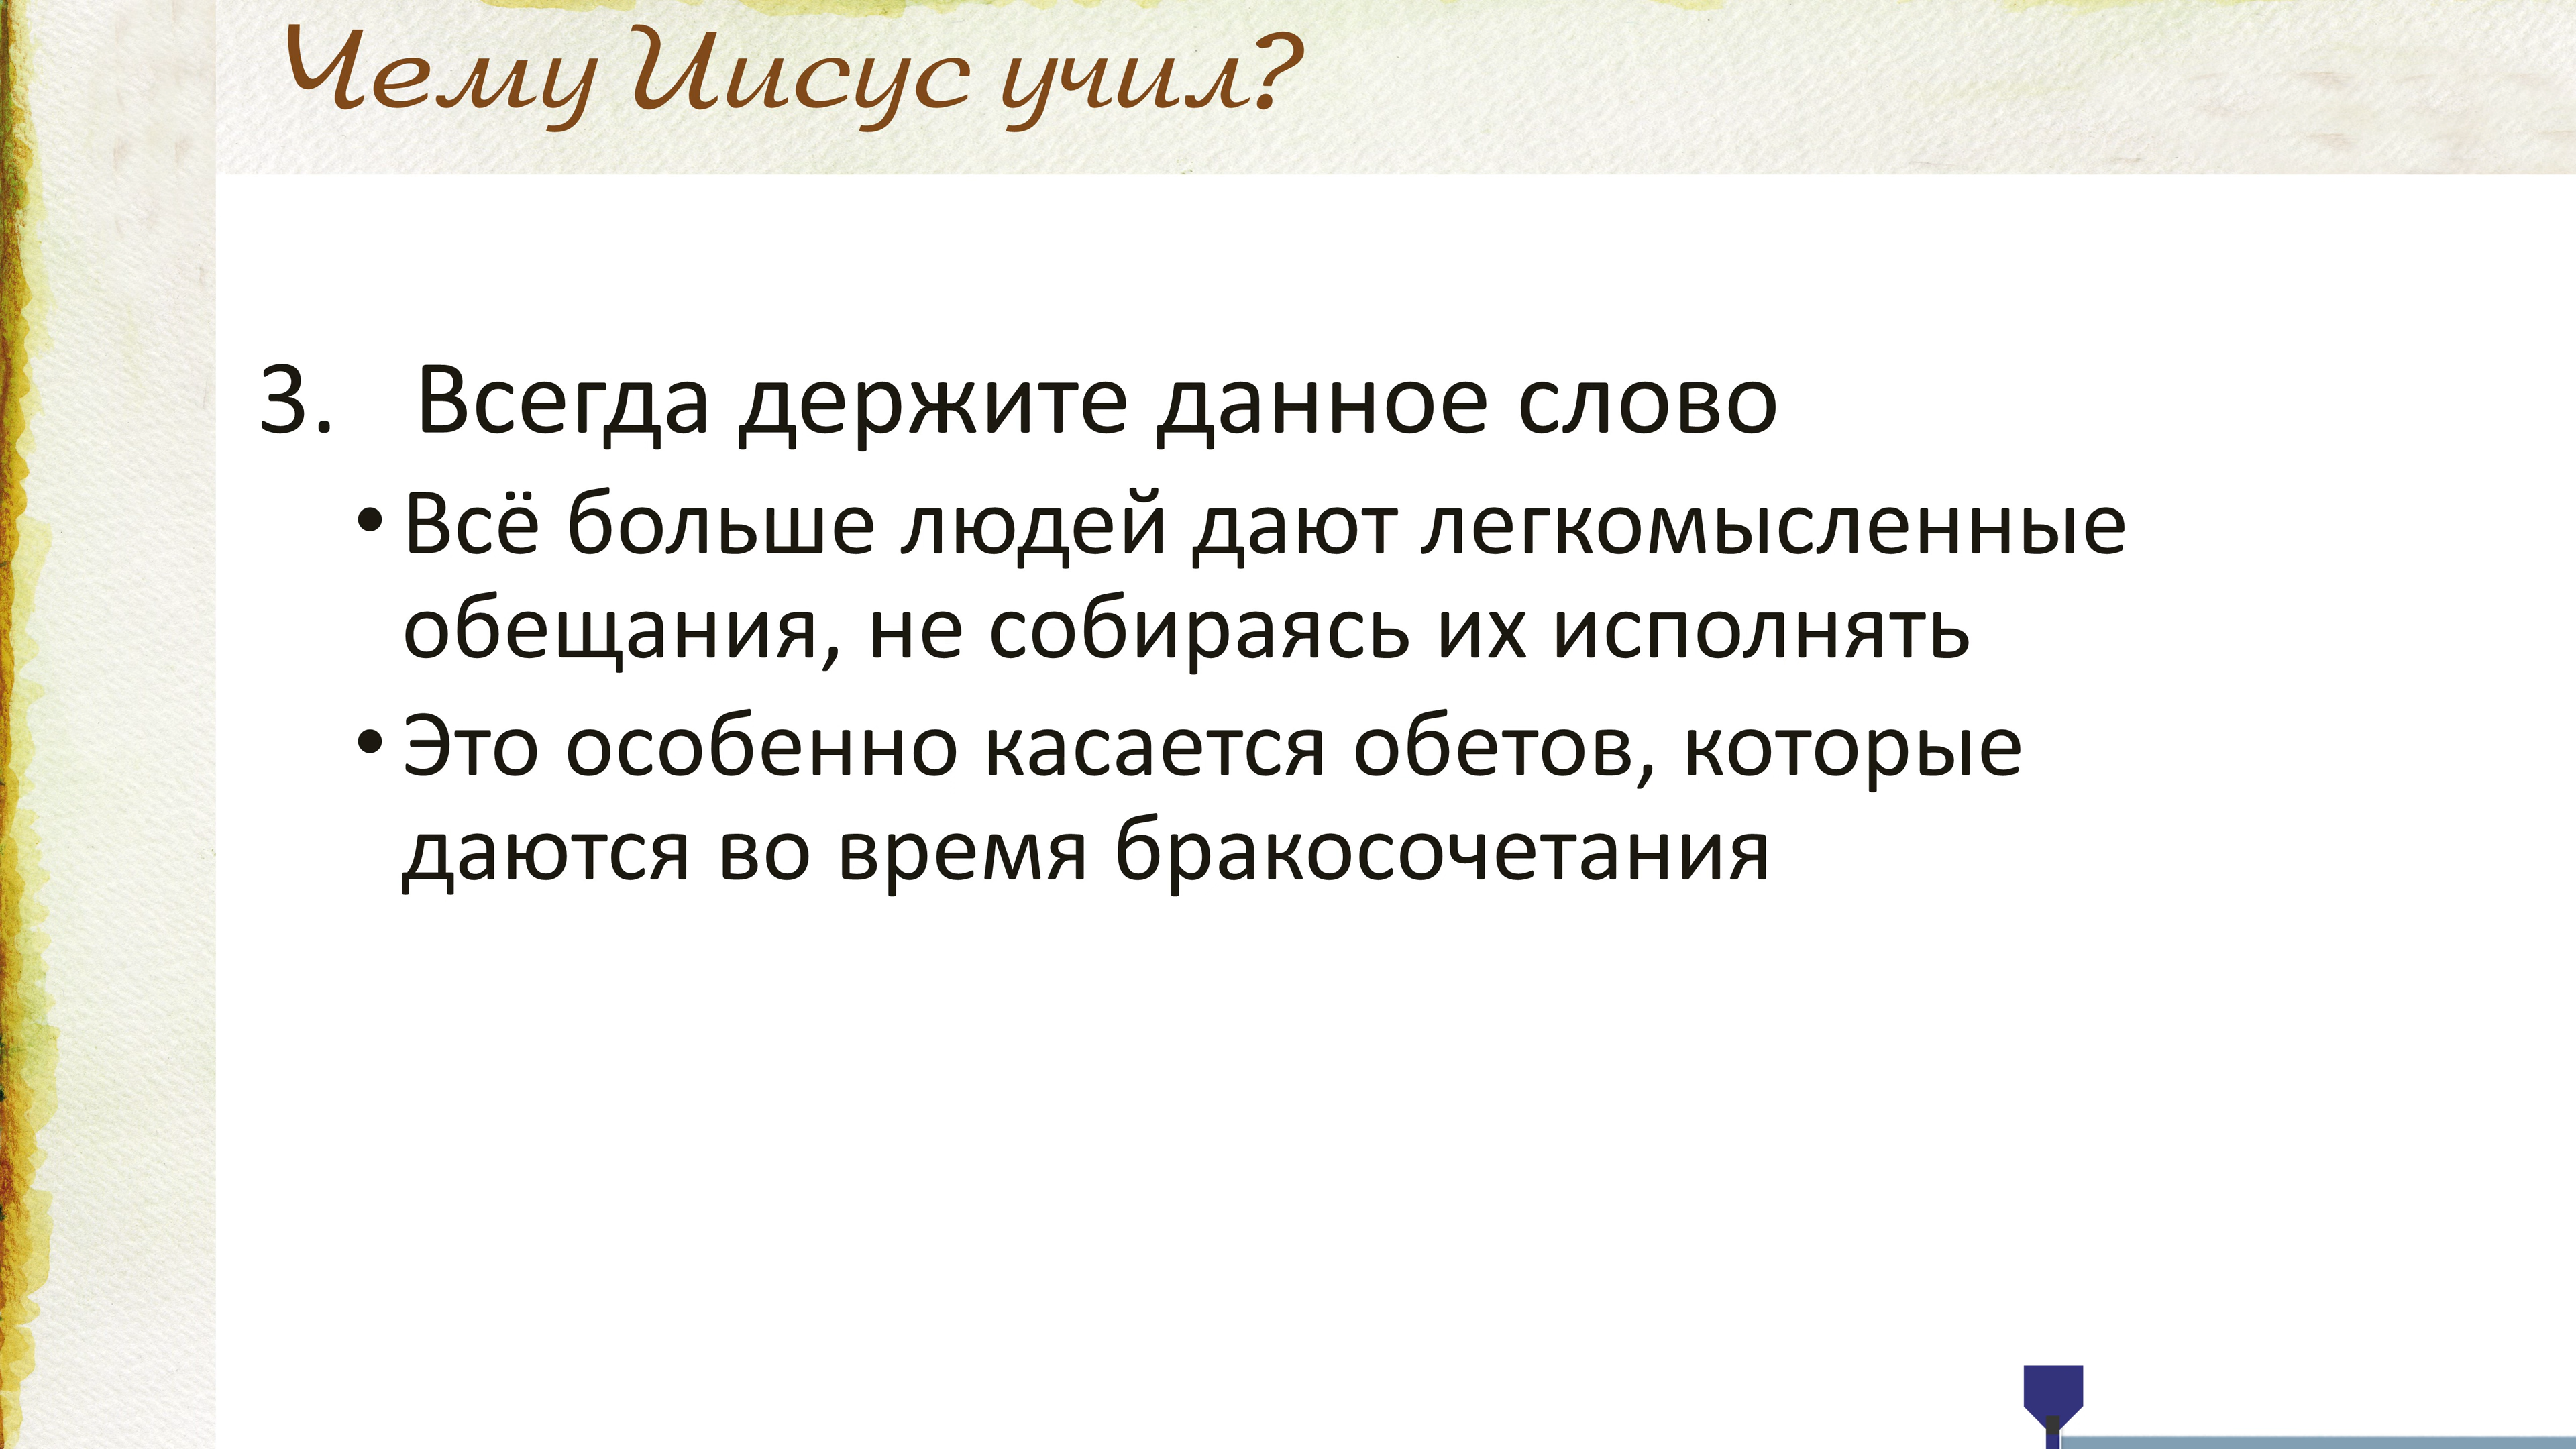 Чему Иисус учил?
3. Всегда держите данное слово
• Всё больше людей дают легкомысленные
обещания, не собираясь их исполнять
• Это особенно касается обетов, которые
даются во время бракосочетания